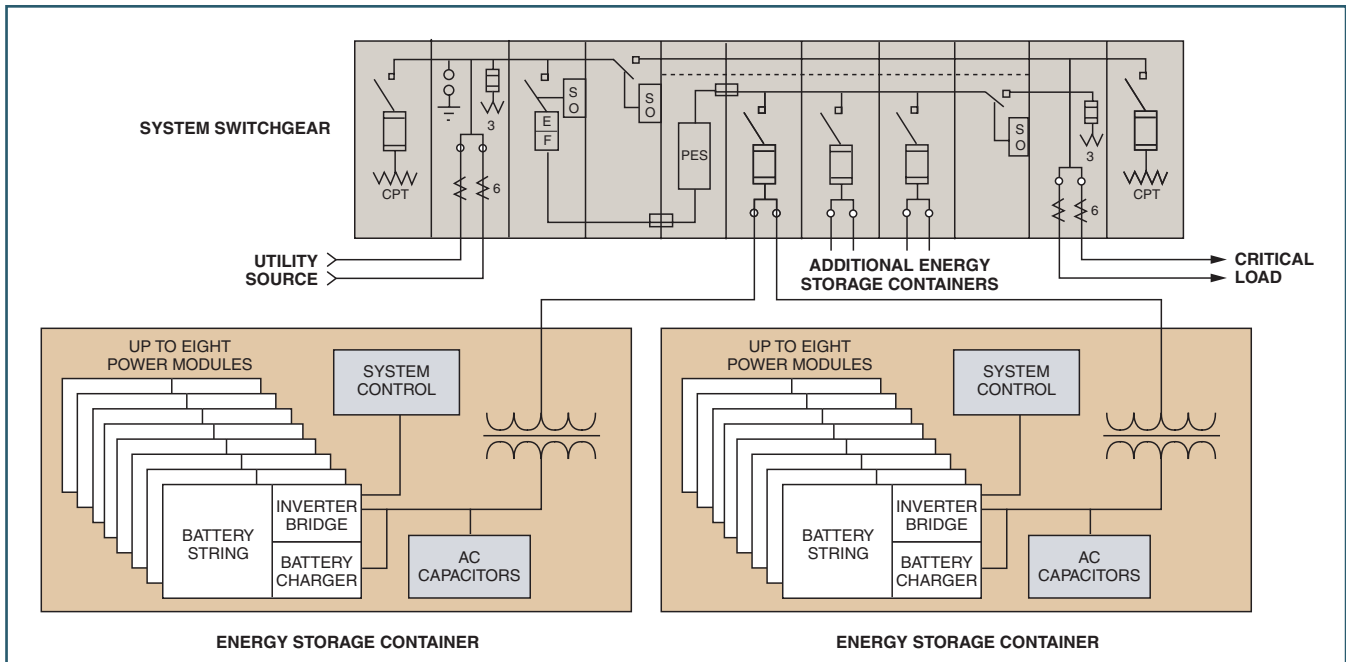 SYSTEM SWITCHGEAR
CPT
3
6
E
F
S
O
S
O
PES
S
O
3
6
CPT
UTILITY
SOURCE
ADDITIONAL ENERGY
STORAGE CONTAINERS
CRITICAL
LOAD
UP TO EIGHT
POWER MODULES
SYSTEM
CONTROL
BATTERY
STRING
INVERTER
BRIDGE
BATTERY
CHARGER
AC
CAPACITORS
ENERGY STORAGE CONTAINER
UP TO EIGHT
POWER MODULES
SYSTEM
CONTROL
BATTERY
STRING
INVERTER
BRIDGE
BATTERY
CHARGER
AC
CAPACITORS
ENERGY STORAGE CONTAINER